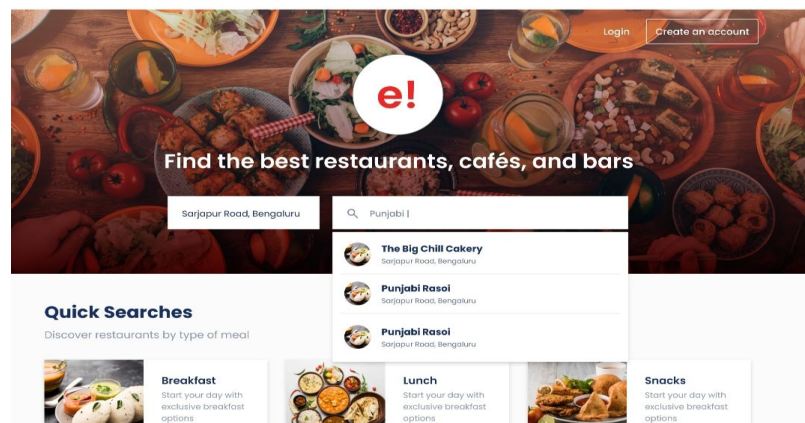 Login
Create an account
e!
Find the best restaurants, cafés, and bars
Sarjapur Road, Bengaluru
Punjabi |
The Big Chill Cakery
Sarjapur Road, Bengaluru
Punjabi Rasoi
Sarjapur Road, Bengaluru
Punjabi Rasoi
Sarjapur Road, Bengaluru
Quick Searches
Discover restaurants by type of meal
Breakfast
Start your day with
exclusive breakfast
options
Lunch
Start your day with
exclusive breakfast
options
Snacks
Start your day with
exclusive breakfast
options